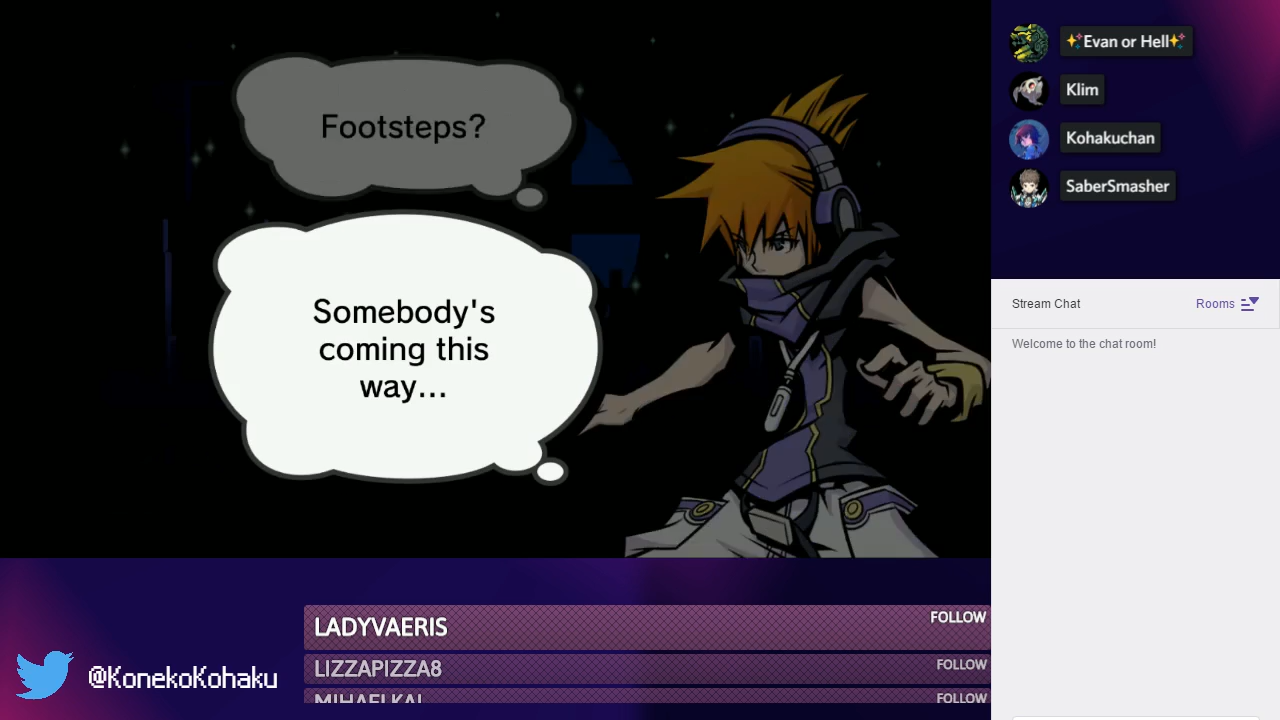 Footsteps?
Somebody's
coming this
way...
✨Evan or Hell✨
Klim
Kohakuchan
SaberSmasher
Stream Chat
Rooms
Welcome to the chat room!
LADYVAERIS FOLLOW
LIZZAPIZZA8 FOLLOW
MIHAELKAL FOLLOW
@KonekoKohaku